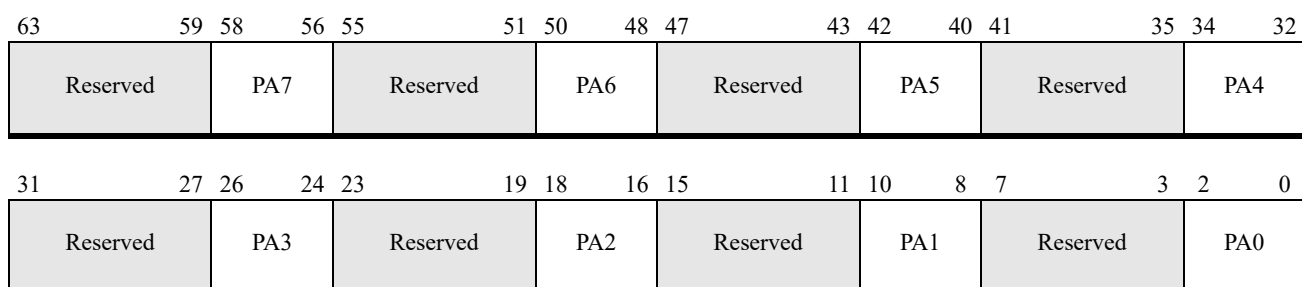 63 59 58 56 55 51 50 48 47 43 42 40 41 35 34 32
Reserved PA7 Reserved PA6 Reserved PA5 Reserved PA4
31 27 26 24 23 19 18 16 15 11 10 8 7 3 2 0
Reserved PA3 Reserved PA2 Reserved PA1 Reserved PA0